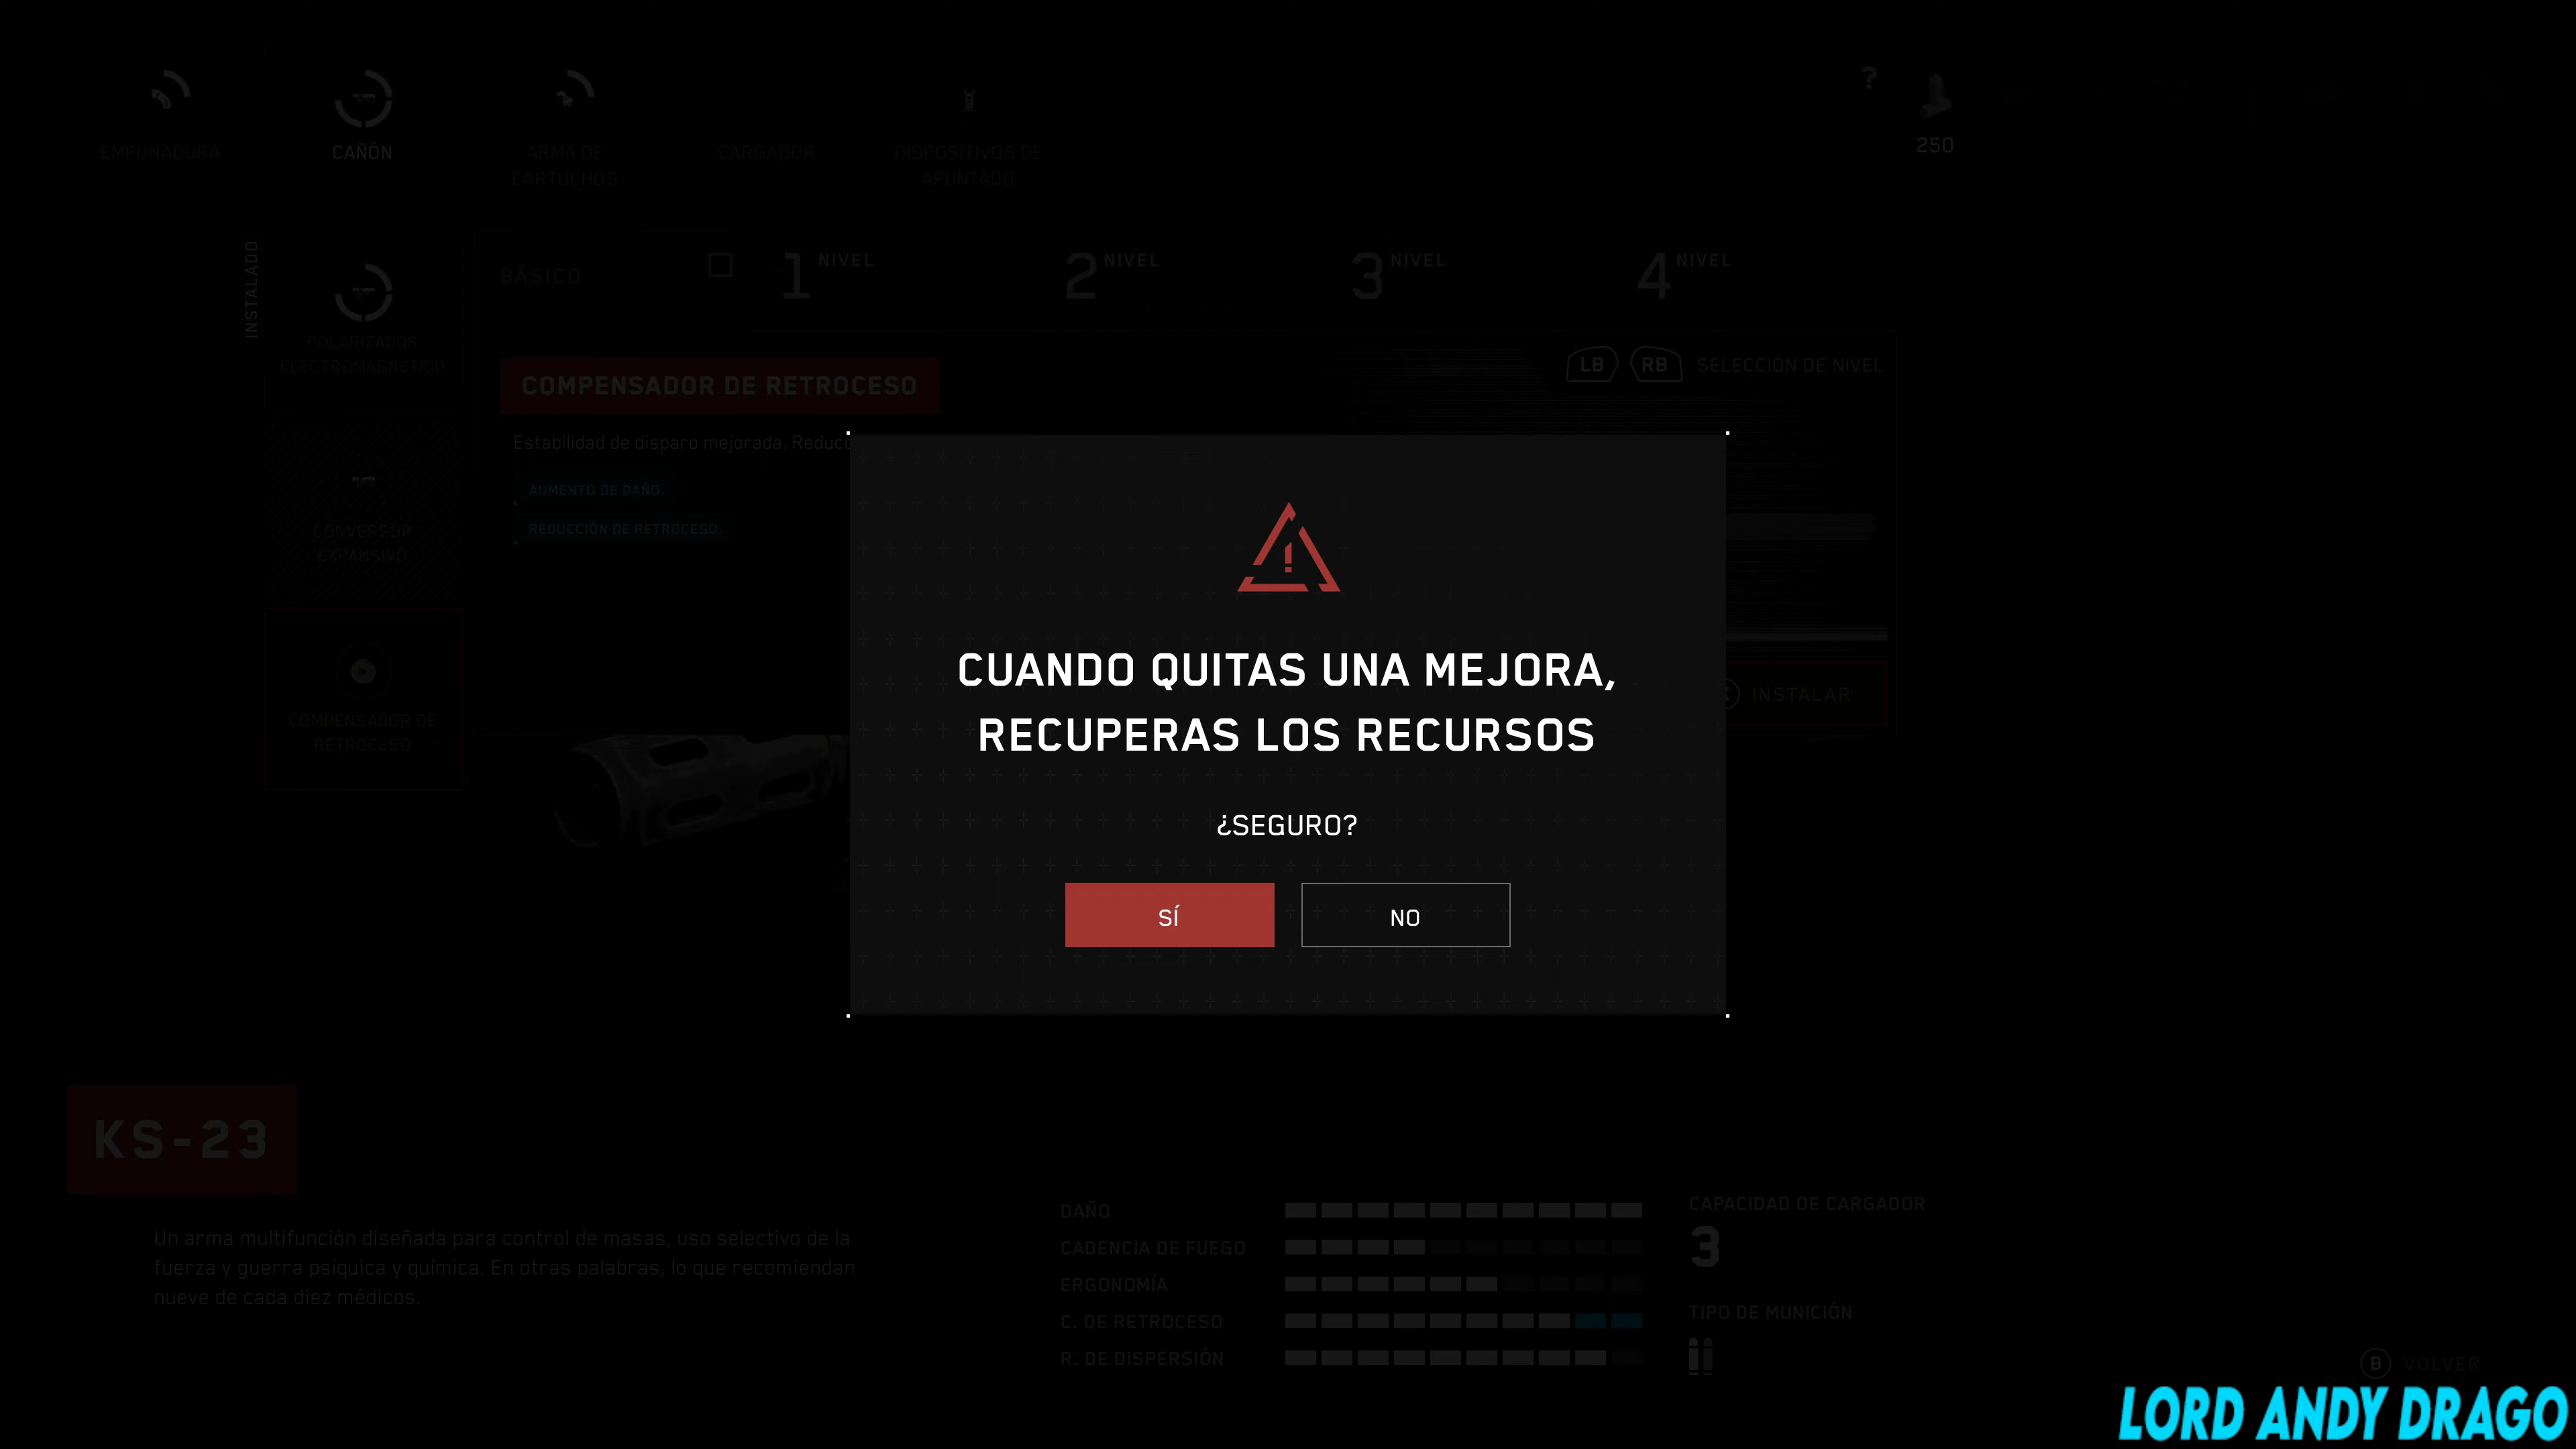 ?
250
EMPUÑADURA
CAÑÓN
ARMA DE
CARTUCHOS
CARGADOR
DISPOSITIVOS DE
APUNTADO
INSTALADO
BÁSICO
1 NIVEL
2 NIVEL
3 NIVEL
4 NIVEL
POLARIZADOR
ELECTROMAGNÉTICO
LB RB SELECCIÓN DE NIVEL
COMPENSADOR DE RETROCESO
Estabilidad de disparo mejorada.
AUMENTO DE DAÑO.
REDUCCIÓN DE RETROCESO.
CONVERSOR
EXPANSIVO
COMPENSADOR DE
RETROCESO
INSTALAR
CUANDO QUITAS UNA MEJORA,
RECUPERAS LOS RECURSOS
¿SEGURO?
SÍ
NO
KS-23
Un arma multifunción diseñada para control de masas, uso selectivo de la
fuerza y guerra psíquica y química. En otras palabras, lo que recomiendan
nueve de cada diez médicos.
DAÑO
CADENCIA DE FUEGO
ERGONOMÍA
C. DE RETROCESO
R. DE DISPERSIÓN
CAPACIDAD DE CARGADOR
3
TIPO DE MUNICIÓN
B VOLVER
LORD ANDY DRAGO